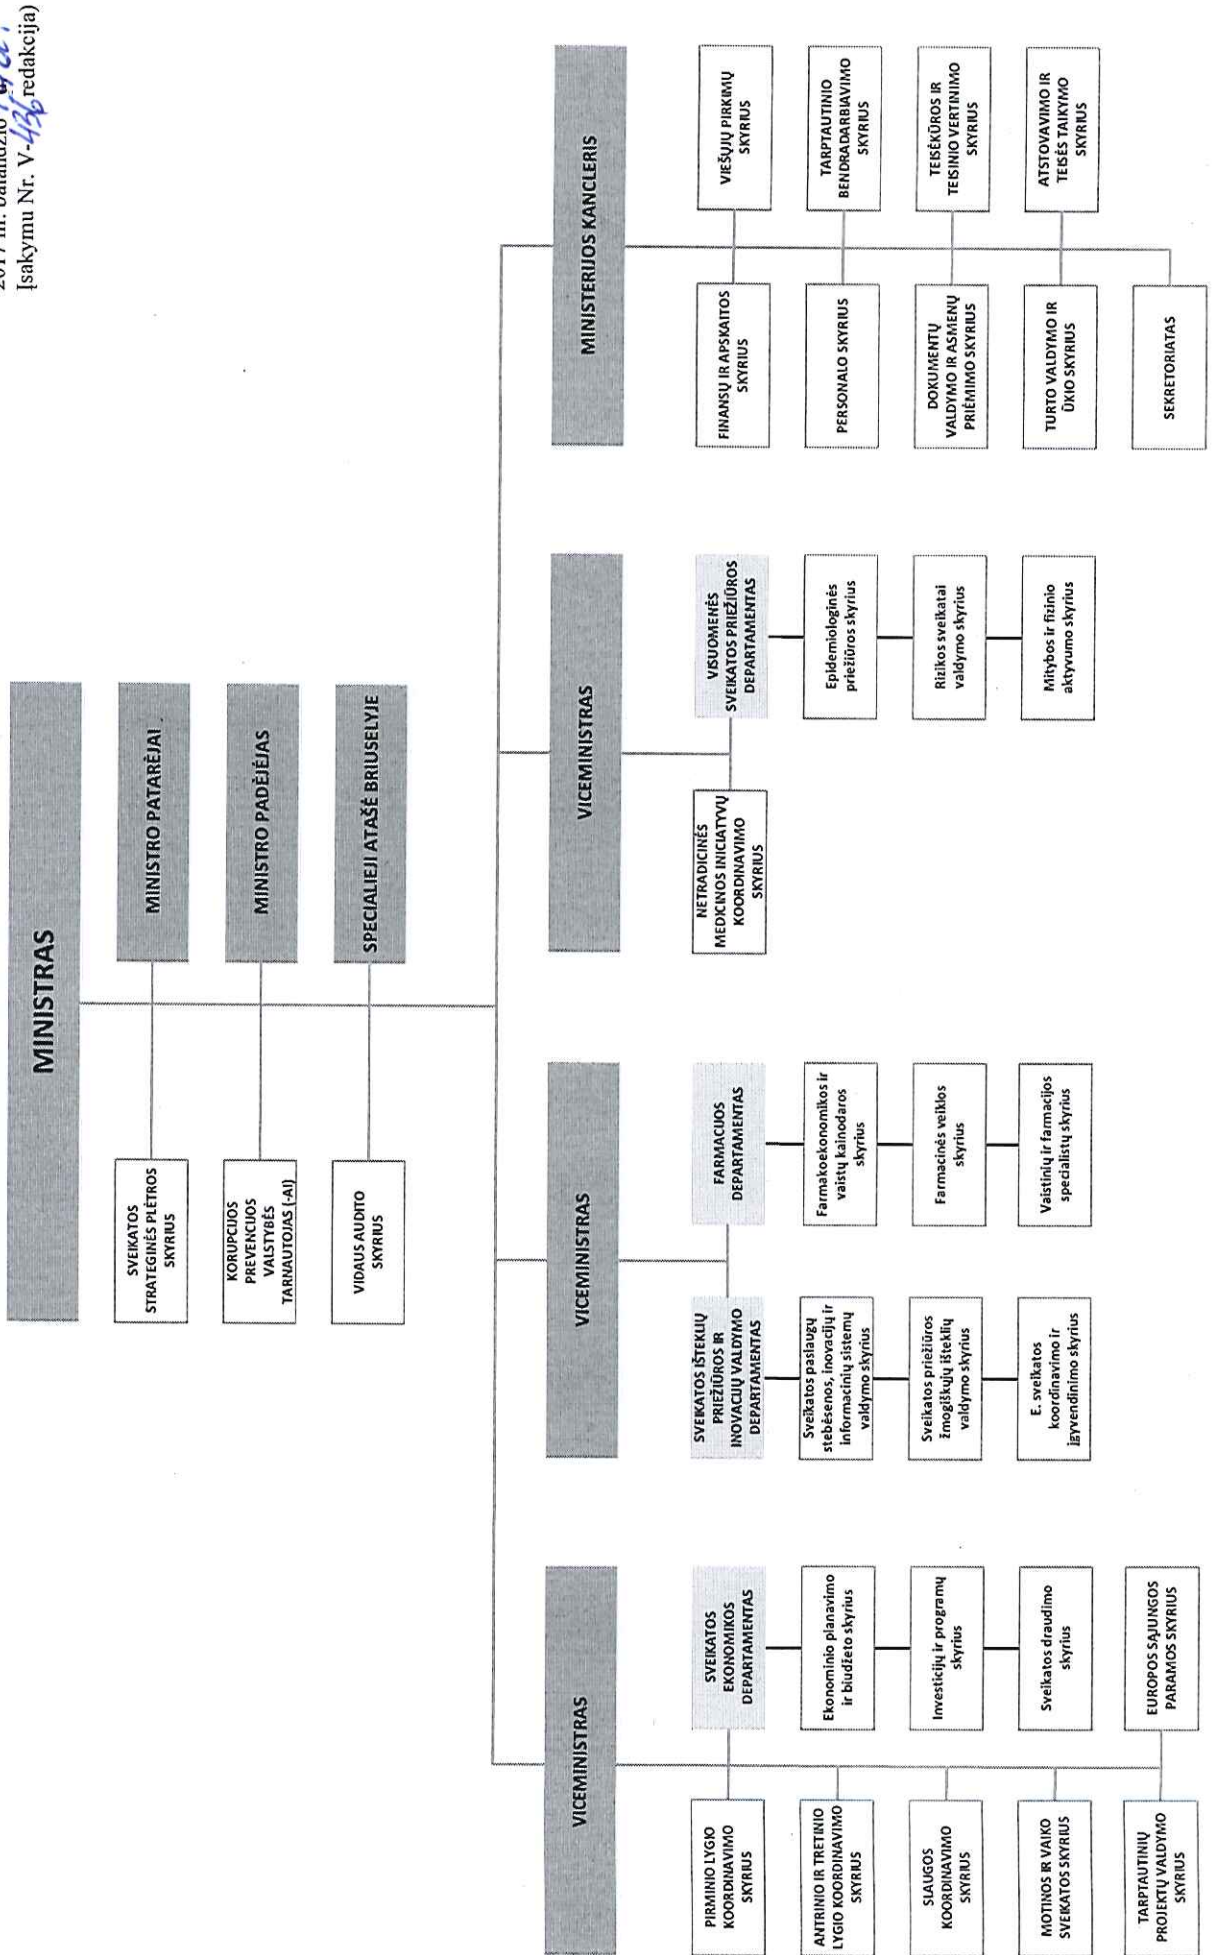 Įsakymu Nr. V-436 redakcija)
MINISTRAS
SVEIKATOS
STRATEGINĖS PLĖTROS
SKYRIUS
MINISTRO PATARĖJAI
KORUPCIJOS
PREVENCIJOS
VALSTYBĖS
TARNAUTOJAS (-AI)
MINISTRO PADĖJĖJAS
VIDAUS AUDITO
SKYRIUS
SPECIALIEJI ATAŠĖ BRIUSELYJE
VICEMINISTRAS
PIRMINIO LYGIO
KOORDINAVIMO
SKYRIUS
SVEIKATOS
EKONOMIKOS
DEPARTAMENTAS
ANTRINIO IR TRETINIO
LYGIO KOORDINAVIMO
SKYRIUS
Ekonominio planavimo
ir biudžeto skyrius
SLAUGOS
KOORDINAVIMO
SKYRIUS
Investicijų ir programų
skyrius
MOTINOS IR VAIKO
SVEIKATOS SKYRIUS
Sveikatos draudimo
skyrius
TARPTAUTINIŲ
PROJEKTŲ VALDYMO
SKYRIUS
EUROPOS SĄJUNGOS
PARAMOS SKYRIUS
VICEMINISTRAS
SVEIKATOS IŠTEKLIŲ
PRIEŽIŪROS IR
INOVACIJŲ VALDYMO
DEPARTAMENTAS
FARMACIJOS
DEPARTAMENTAS
Sveikatos paslaugų
stebėsenos, inovacijų ir
informacinių sistemų
valdymo skyrius
Farmakoekonomikos ir
vaistų kainodaros
skyrius
Sveikatos priežiūros
žmogiškųjų išteklių
valdymo skyrius
Farmacinės veiklos
skyrius
E. sveikatos
koordinavimo ir
įgyvendinimo skyrius
Vaistinių ir farmacijos
specialistų skyrius
VICEMINISTRAS
NETRADICINĖS
MEDICINOS INICIATYVŲ
KOORDINAVIMO
SKYRIUS
VISUOMENĖS
SVEIKATOS PRIEŽIŪROS
DEPARTAMENTAS
Epidemiologinės
priežiūros skyrius
Rizikos sveikatai
valdymo skyrius
Mitybos ir fizinio
aktyvumo skyrius
MINISTERIJOS KANCLERIS
FINANSŲ IR APSKAITOS
SKYRIUS
VIEŠŲJŲ PIRKIMŲ
SKYRIUS
PERSONALO SKYRIUS
TARPTAUTINIO
BENDRADARBIAVIMO
SKYRIUS
DOKUMENTŲ
VALDYMO IR ASMENŲ
PRIĖMIMO SKYRIUS
TEISĖKŪROS IR
TEISINIO VERTINIMO
SKYRIUS
TURTO VALDYMO IR
ŪKIO SKYRIUS
ATSTOVAVIMO IR
TEISĖS TAIKYMO
SKYRIUS
SEKRETORIATAS